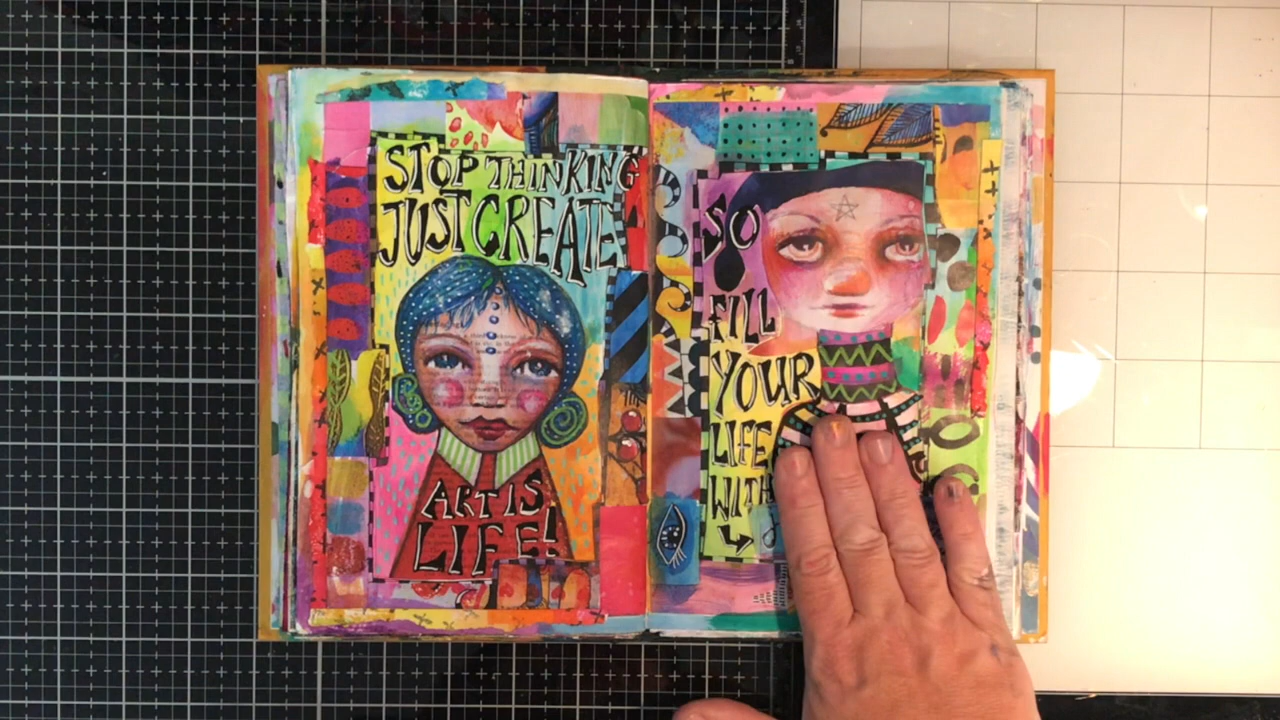 STOP THINKING
JUST CREATE
ART IS
LIFE!
SO
FILL
YOUR
LIFE
WITH